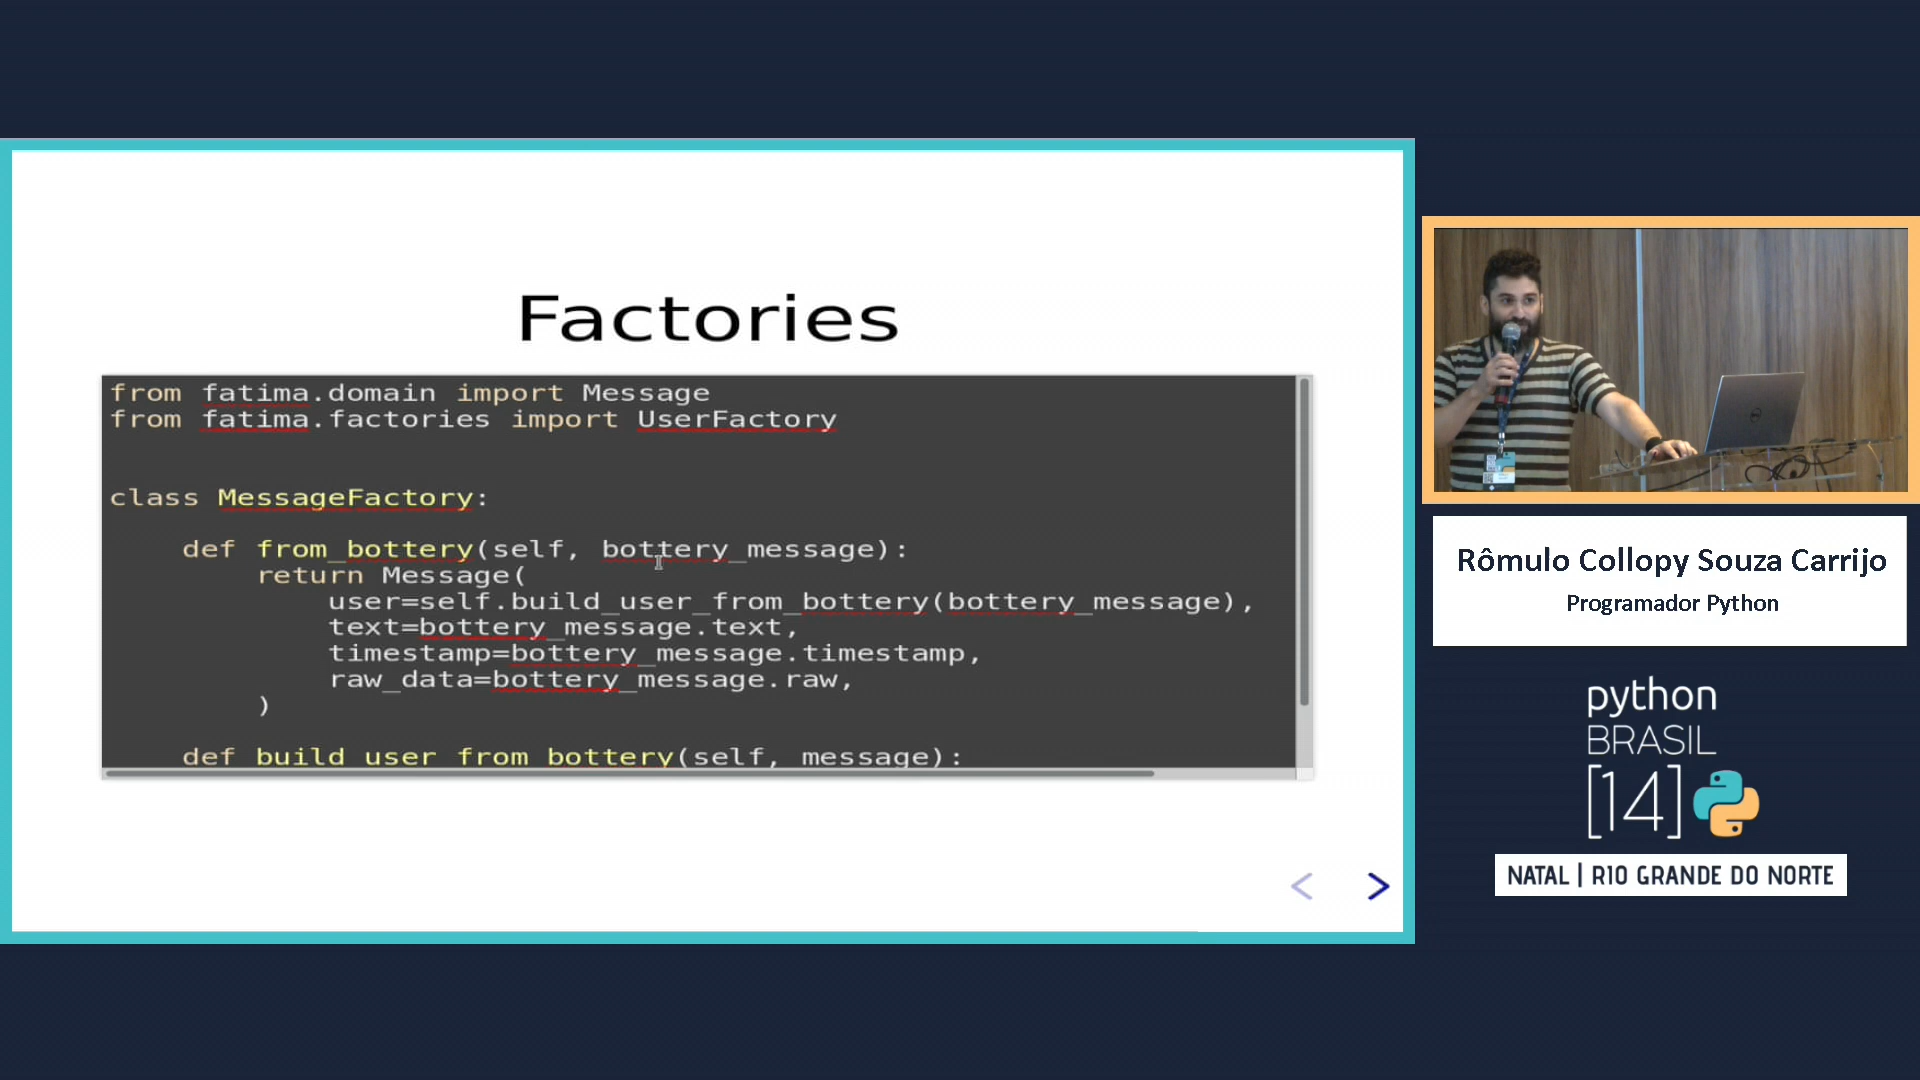 Factories
from fatima.domain import Message
from fatima.factories import UserFactory
class MessageFactory:
def from_bottery(self, bottery_message):
return Message(
user=self.build_user_from_bottery(bottery_message),
text=bottery_message.text,
timestamp=bottery_message.timestamp,
raw_data=bottery_message.raw,
)
def build_user_from_bottery(self, message):
< >
Rômulo Collopy Souza Carrijo
Programador Python
python
BRASIL
[14]
NATAL | RIO GRANDE DO NORTE